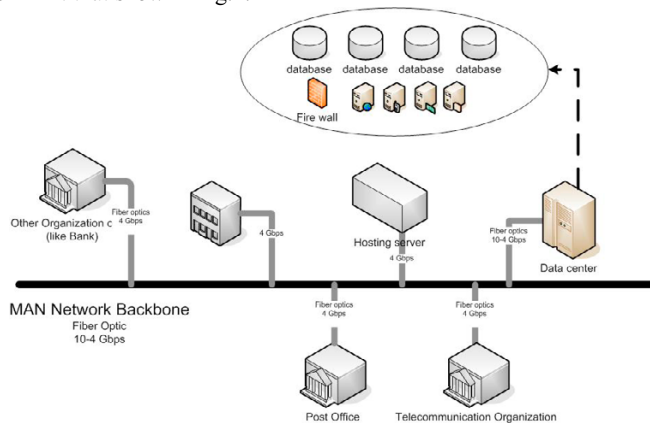 database database database database
Fire wall
Other Organization c
(like Bank)
Fiber optics
4 Gbps
4 Gbps
Hosting server
4 Gbps
Fiber optics
10-4 Gbps
Data center
MAN Network Backbone
Fiber Optic
10-4 Gbps
Fiber optics
4 Gbps
Fiber optics
4 Gbps
Post Office
Telecommunication Organization